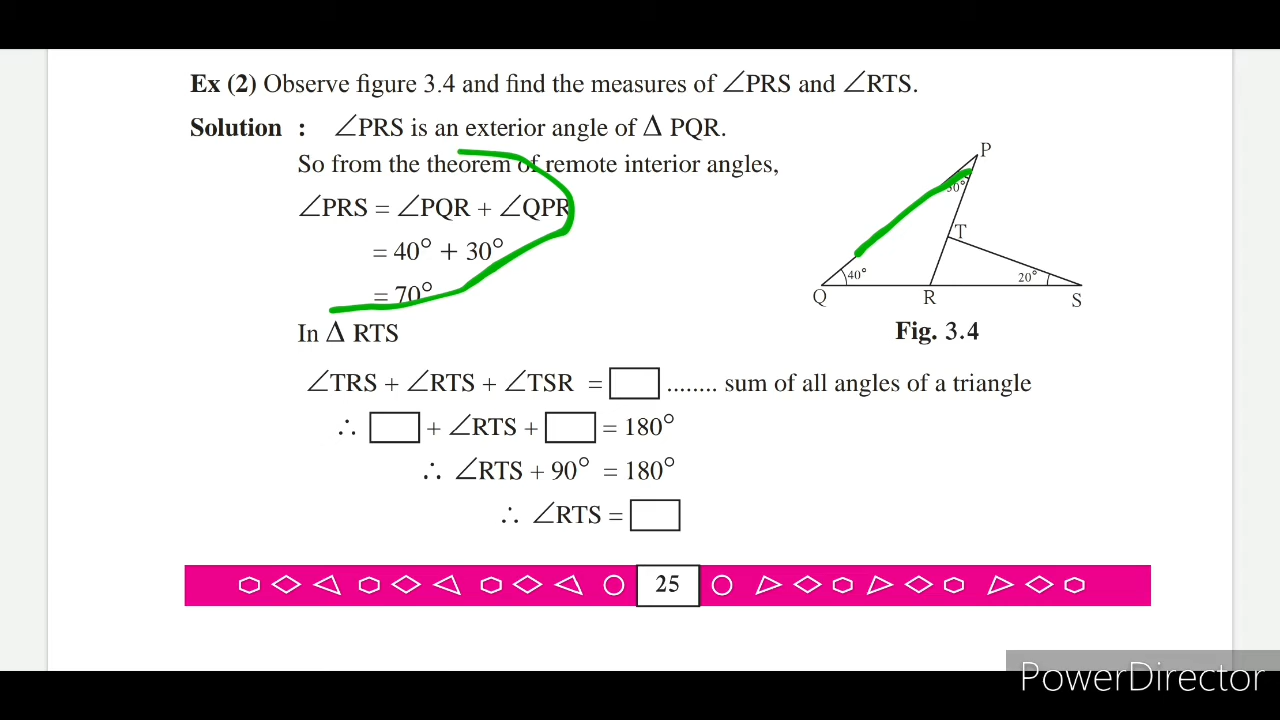 Ex (2) Observe figure 3.4 and find the measures of ∠PRS and ∠RTS.
Solution : ∠PRS is an exterior angle of Δ PQR.
So from the theorem of remote interior angles,
∠PRS = ∠PQR + ∠QPR
= 40° + 30°
= 70°
In Δ RTS
∠TRS + ∠RTS + ∠TSR = ........ sum of all angles of a triangle
∴ + ∠RTS + = 180°
∴ ∠RTS + 90° = 180°
∴ ∠RTS =
P
30°
T
40°
20°
Q
R
S
Fig. 3.4
25
PowerDirector